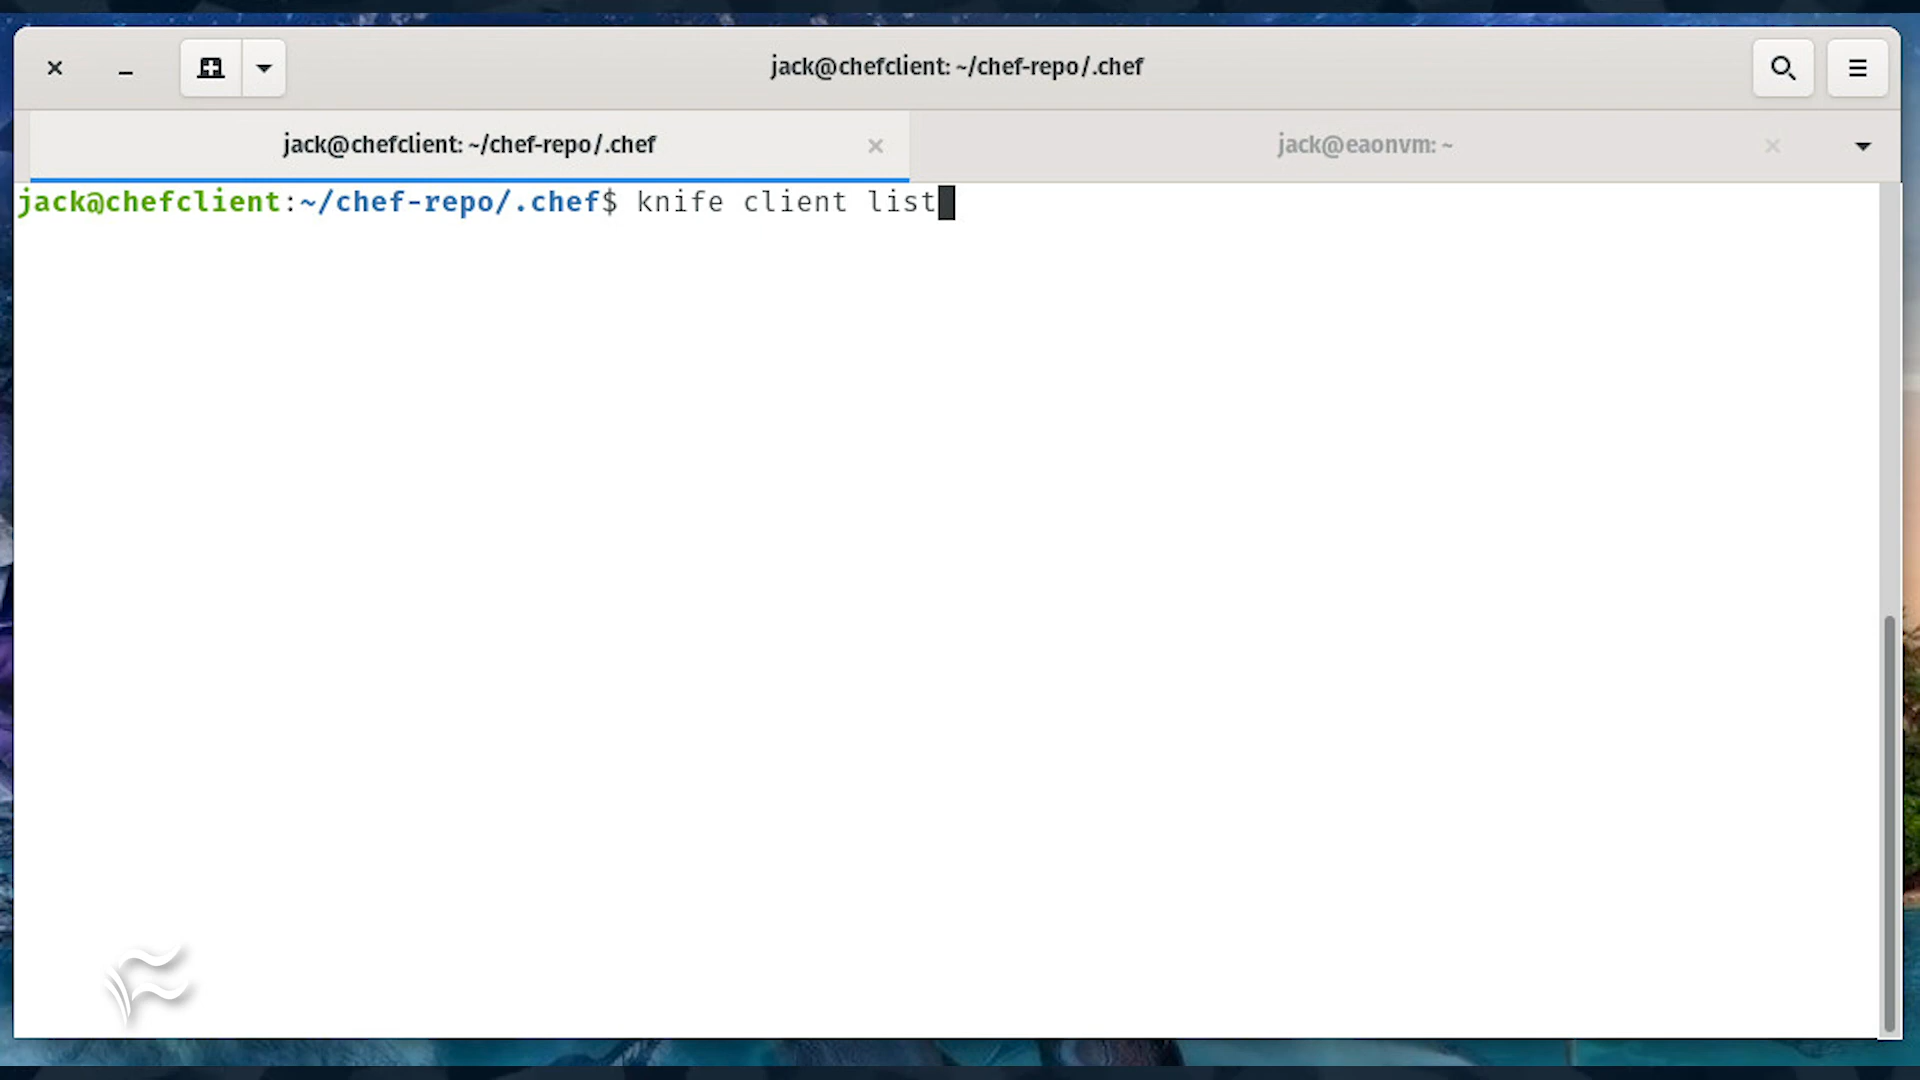 jack@chefclient: ~/chef-repo/.chef
jack@chefclient: ~/chef-repo/.chef
jack@eaonvm: ~
jack@chefclient:~/chef-repo/.chef$ knife client list